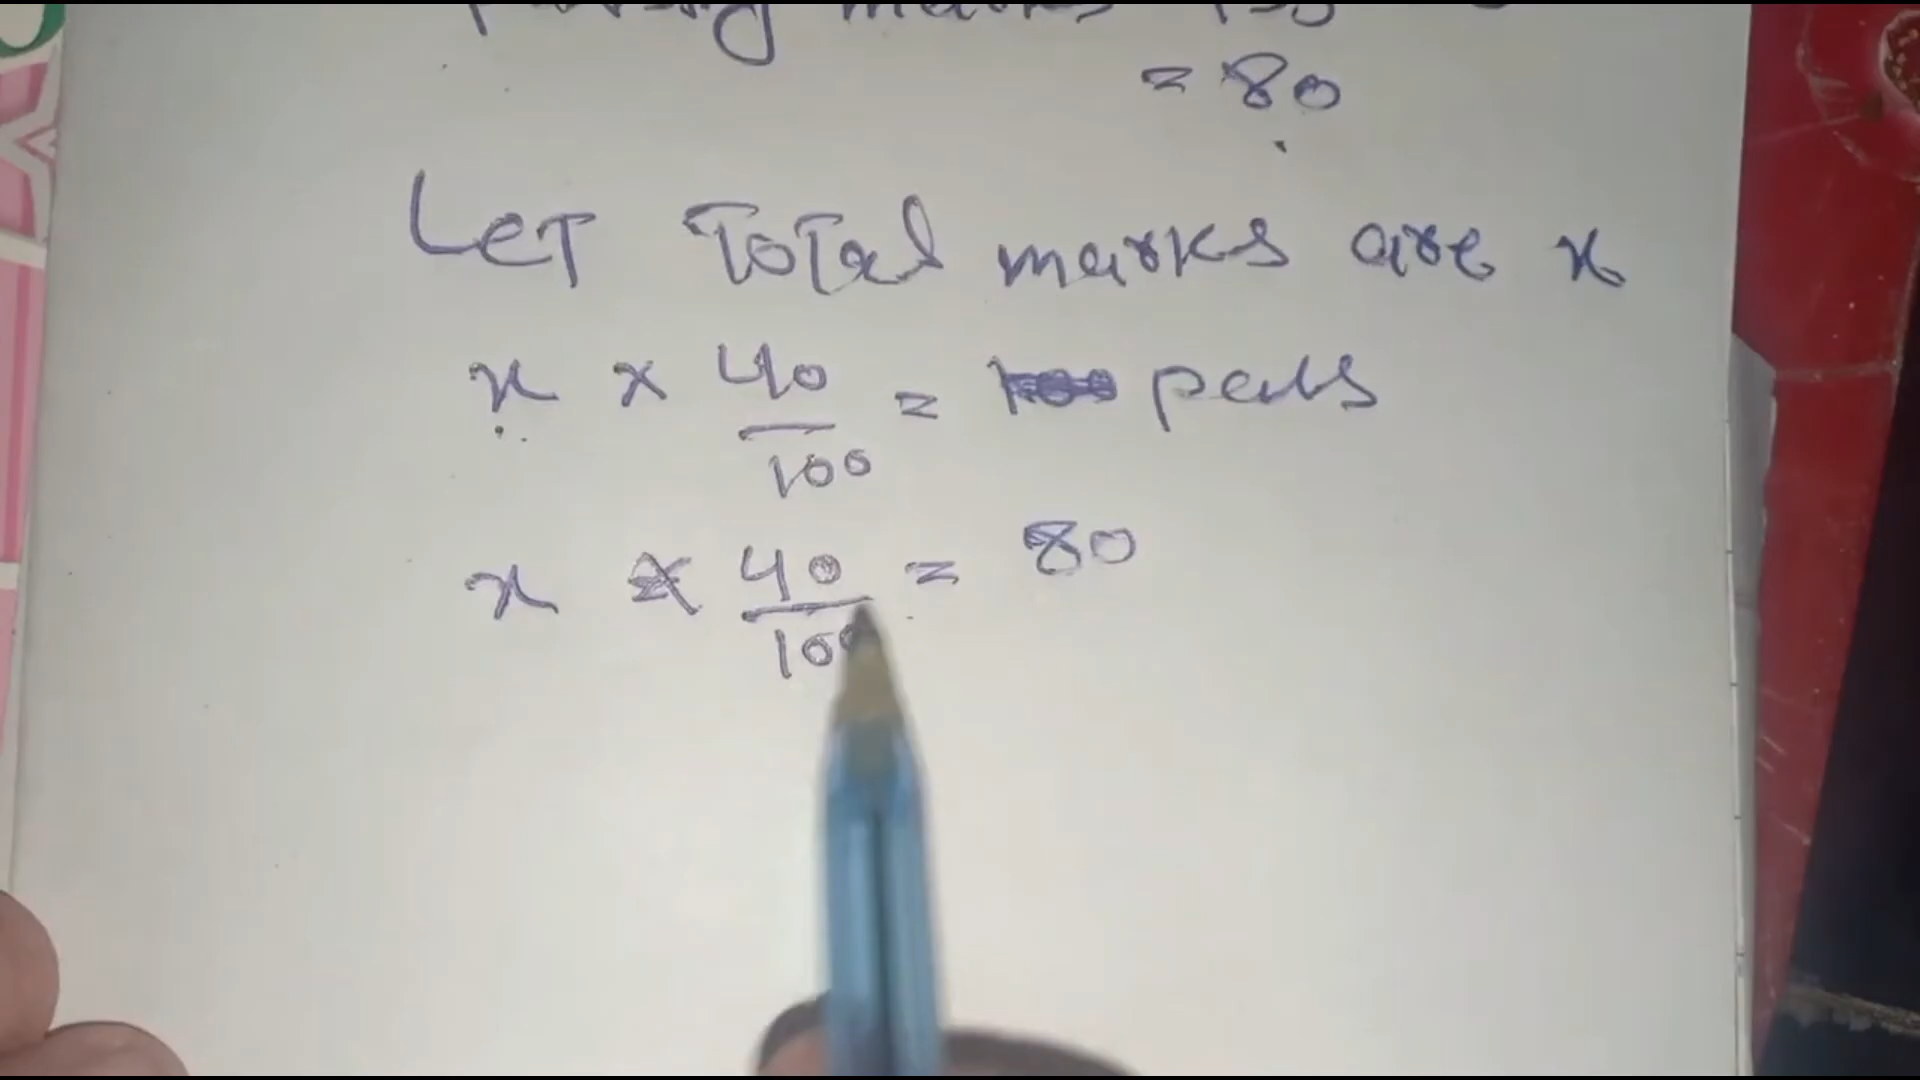 = 80
LET Total marks are x
x × 40/100 = pass
x × 40/100 = 80